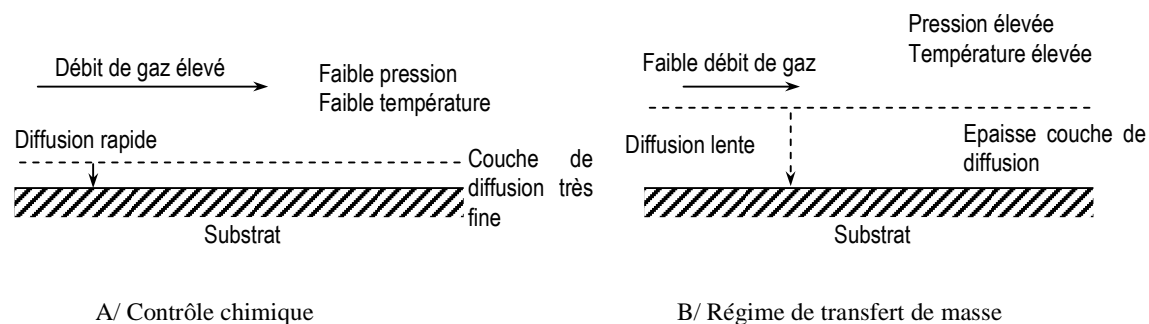 Débit de gaz élevé
Faible pression
Faible température
Diffusion rapide
Couche de
diffusion très
fine
Substrat
A/ Contrôle chimique
Pression élevée
Température élevée
Faible débit de gaz
Diffusion lente
Epaisse couche de
diffusion
Substrat
B/ Régime de transfert de masse